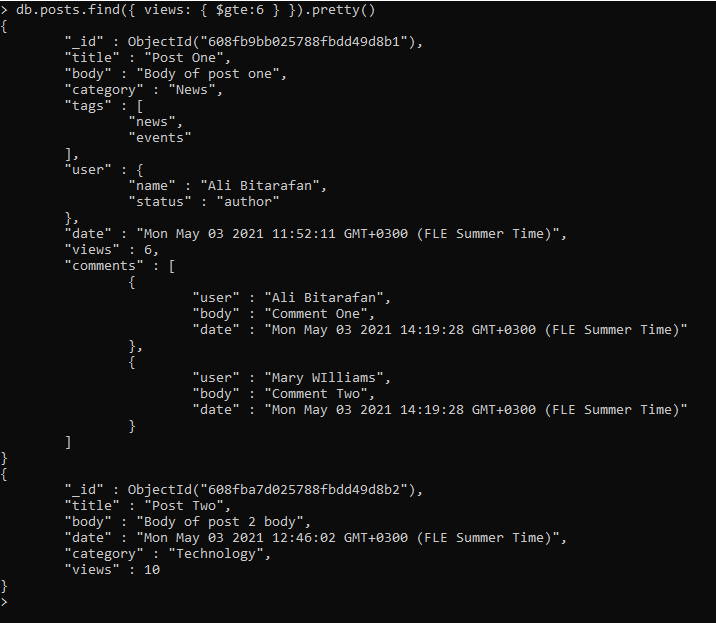 > db.posts.find({ views: { $gte:6 } }).pretty()
{
        "_id" : ObjectId("608fb9bb025788fbdd49d8b1"),
        "title" : "Post One",
        "body" : "Body of post one",
        "category" : "News",
        "tags" : [
                "news",
                "events"
        ],
        "user" : {
                "name" : "Ali Bitarafan",
                "status" : "author"
        },
        "date" : "Mon May 03 2021 11:52:11 GMT+0300 (FLE Summer Time)",
        "views" : 6,
        "comments" : [
                {
                        "user" : "Ali Bitarafan",
                        "body" : "Comment One",
                        "date" : "Mon May 03 2021 14:19:28 GMT+0300 (FLE Summer Time)"
                },
                {
                        "user" : "Mary WIlliams",
                        "body" : "Comment Two",
                        "date" : "Mon May 03 2021 14:19:28 GMT+0300 (FLE Summer Time)"
                }
        ]
}
{
        "_id" : ObjectId("608fba7d025788fbdd49d8b2"),
        "title" : "Post Two",
        "body" : "Body of post 2 body",
        "date" : "Mon May 03 2021 12:46:02 GMT+0300 (FLE Summer Time)",
        "category" : "Technology",
        "views" : 10
}
>